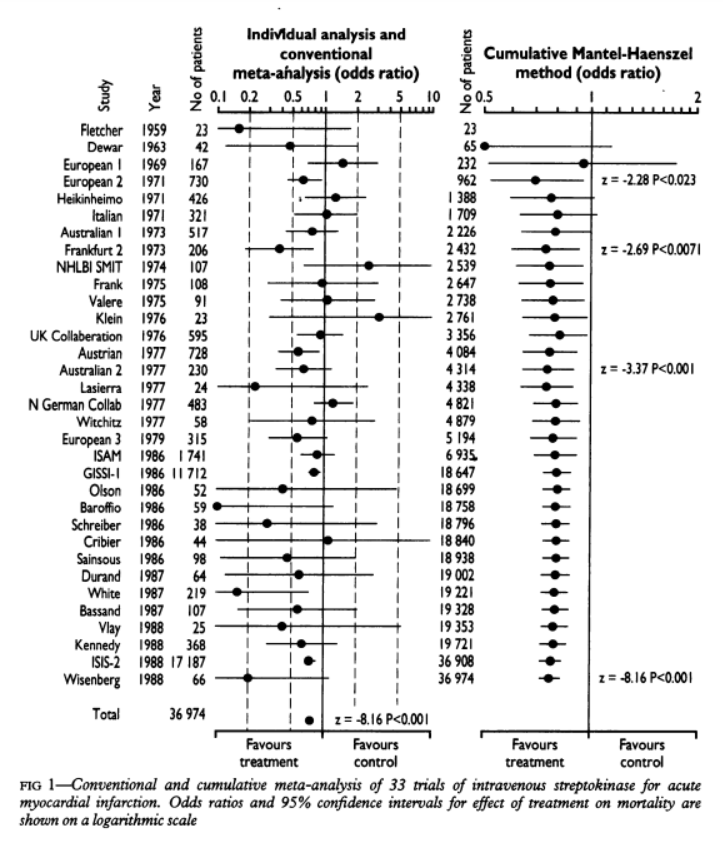 Individual analysis and
conventional
meta-analysis (odds ratio)
Cumulative Mantel-Haenszel
method (odds ratio)
Study Year No of patients No of patients
0.1 0.2 0.5 1 2 5 10 0.5 1 2
Fletcher 1959 23 23
Dewar 1963 42 65
European 1 1969 167 232
European 2 1971 730 962 z = -2.28 P<0.023
Heikinheimo 1971 426 1 388
Italian 1971 321 1 709
Australian 1 1973 517 2 226
Frankfurt 2 1973 206 2 432 z = -2.69 P<0.0071
NHLBI SMIT 1974 107 2 539
Frank 1975 108 2 647
Valere 1975 91 2 738
Klein 1976 23 2 761
UK Collaberation 1976 595 3 356
Austrian 1977 728 4 084
Australian 2 1977 230 4 314 z = -3.37 P<0.001
Lasierra 1977 24 4 338
N German Collab 1977 483 4 821
Witchitz 1977 58 4 879
European 3 1979 315 5 194
ISAM 1986 1 741 6 935
GISSI-1 1986 11 712 18 647
Olson 1986 52 18 699
Baroffio 1986 59 18 758
Schreiber 1986 38 18 796
Cribier 1986 44 18 840
Sainsous 1986 98 18 938
Durand 1987 64 19 002
White 1987 219 19 221
Bassand 1987 107 19 328
Vlay 1988 25 19 353
Kennedy 1988 368 19 721
ISIS-2 1988 17 187 36 908
Wisenberg 1988 66 36 974 z = -8.16 P<0.001
Total 36 974 z = -8.16 P<0.001
Favours Favours Favours Favours
treatment control treatment control
FIG 1—Conventional and cumulative meta-analysis of 33 trials of intravenous streptokinase for acute
myocardial infarction. Odds ratios and 95% confidence intervals for effect of treatment on mortality are
shown on a logarithmic scale